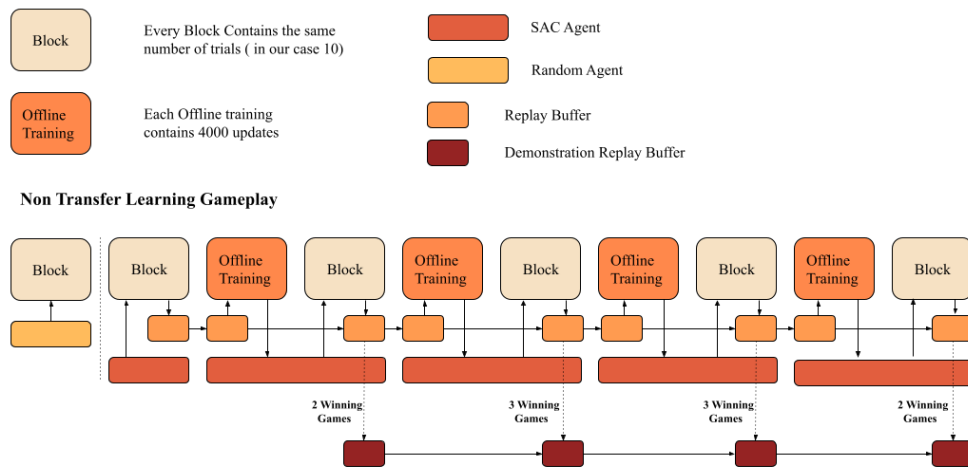 Block
Every Block Contains the same
number of trials ( in our case 10)
SAC Agent
Random Agent
Offline
Training
Each Offline training
contains 4000 updates
Replay Buffer
Demonstration Replay Buffer
Non Transfer Learning Gameplay
Block
Block
Offline
Training
Block
Offline
Training
Block
Offline
Training
Block
Offline
Training
Block
2 Winning
Games
3 Winning
Games
3 Winning
Games
2 Winning
Games